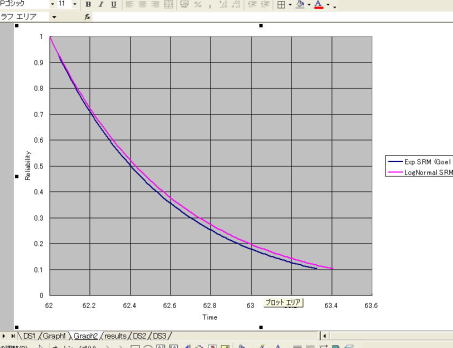 Pゴシック 11 B I U
ラフ エリア fx
1
0.9
0.8
0.7
0.6
0.5
0.4
0.3
0.2
0.1
0
Reliability
62 62.2 62.4 62.6 62.8 63 63.4 63.6
Time
プロット エリア
Exp SRM (Goel
LogNormal SRM
DS1 Graph1 Graph2 results DS2 DS3